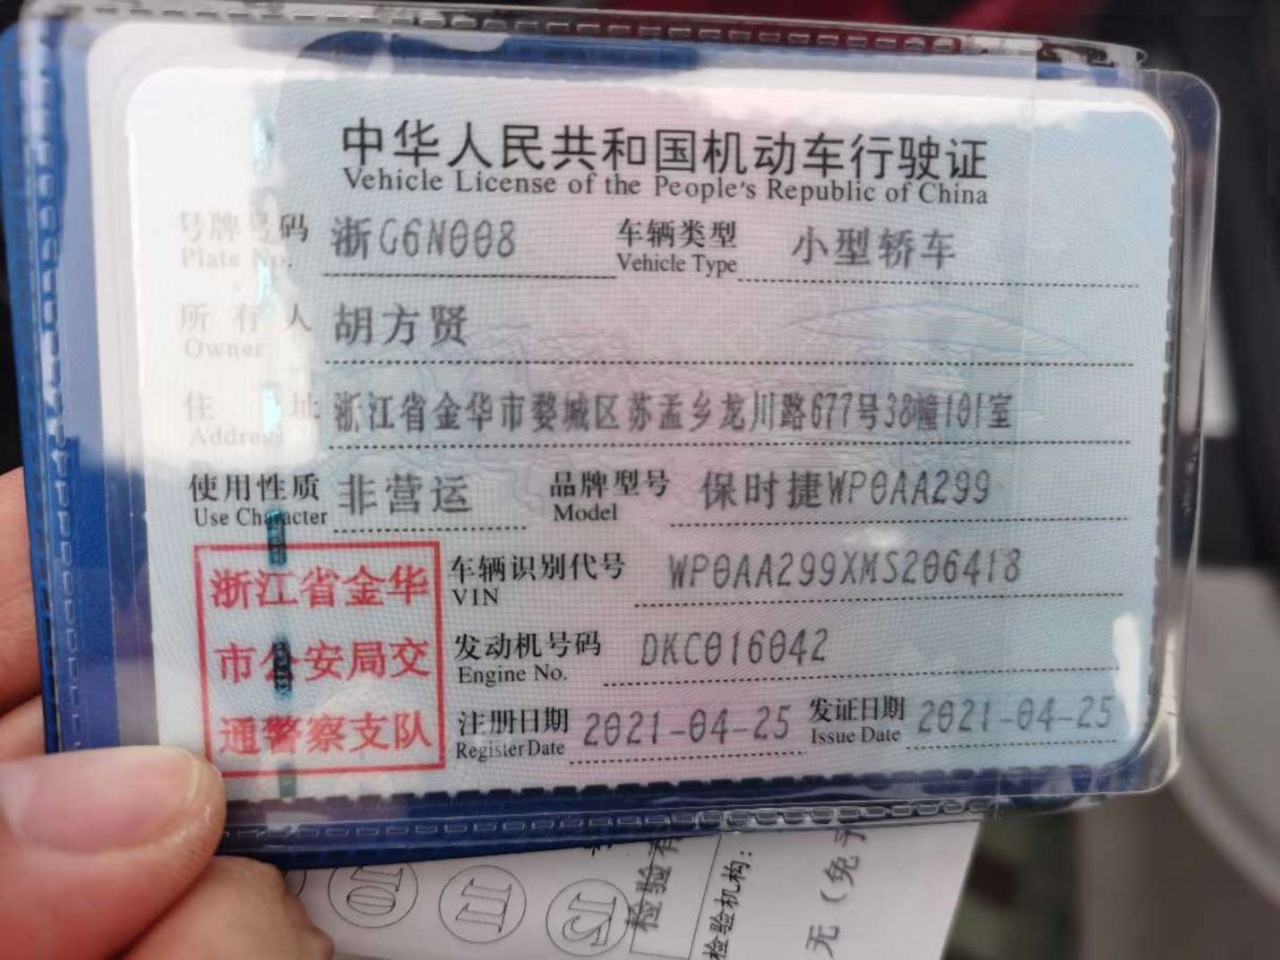 中华人民共和国机动车行驶证
Vehicle License of the People's Republic of China
号牌号码 浙G6N008 车辆类型 小型轿车
Plate No. Vehicle Type
所有人 胡方贤
Owner
住址 浙江省金华市婺城区苏孟乡龙川路677号38幢101室
Address
使用性质 非营运 品牌型号 保时捷WP0AA299
Use Character Model
浙江省金华
市公安局交
通警察支队
车辆识别代号 WP0AA299XMS206418
VIN
发动机号码 DKC016042
Engine No.
注册日期 2021-04-25 发证日期 2021-04-25
Register Date Issue Date
检验有
检验机构：
无（免